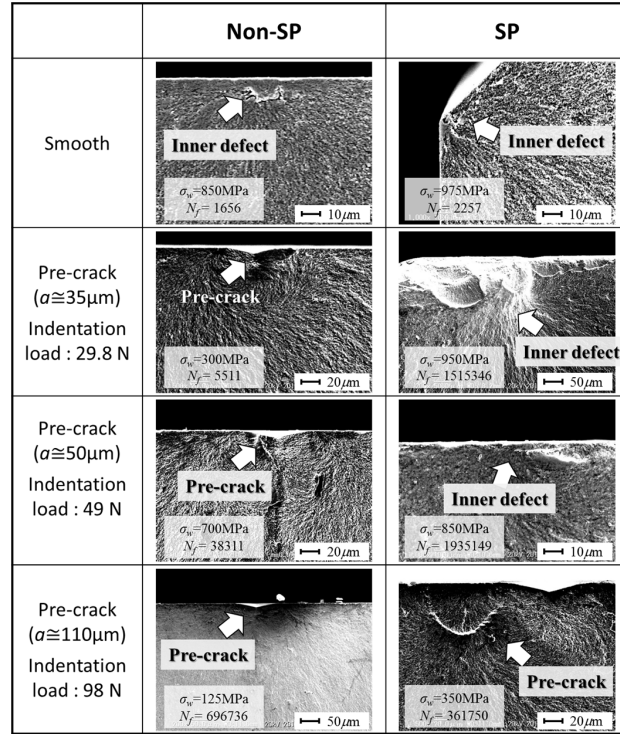 Non-SP
SP
Smooth
Inner defect
σw=850MPa
Nf = 1656
10μm
Inner defect
σw=975MPa
Nf = 2257
10μm
Pre-crack
(a≅35μm)
Indentation
load : 29.8 N
Pre-crack
σw=300MPa
Nf = 5511
20μm
Inner defect
σw=950MPa
Nf = 1515346
50μm
Pre-crack
(a≅50μm)
Indentation
load : 49 N
Pre-crack
σw=700MPa
Nf = 38311
20μm
Inner defect
σw=850MPa
Nf = 1935149
10μm
Pre-crack
(a≅110μm)
Indentation
load : 98 N
Pre-crack
σw=125MPa
Nf = 696736
50μm
Pre-crack
σw=350MPa
Nf = 361750
20μm